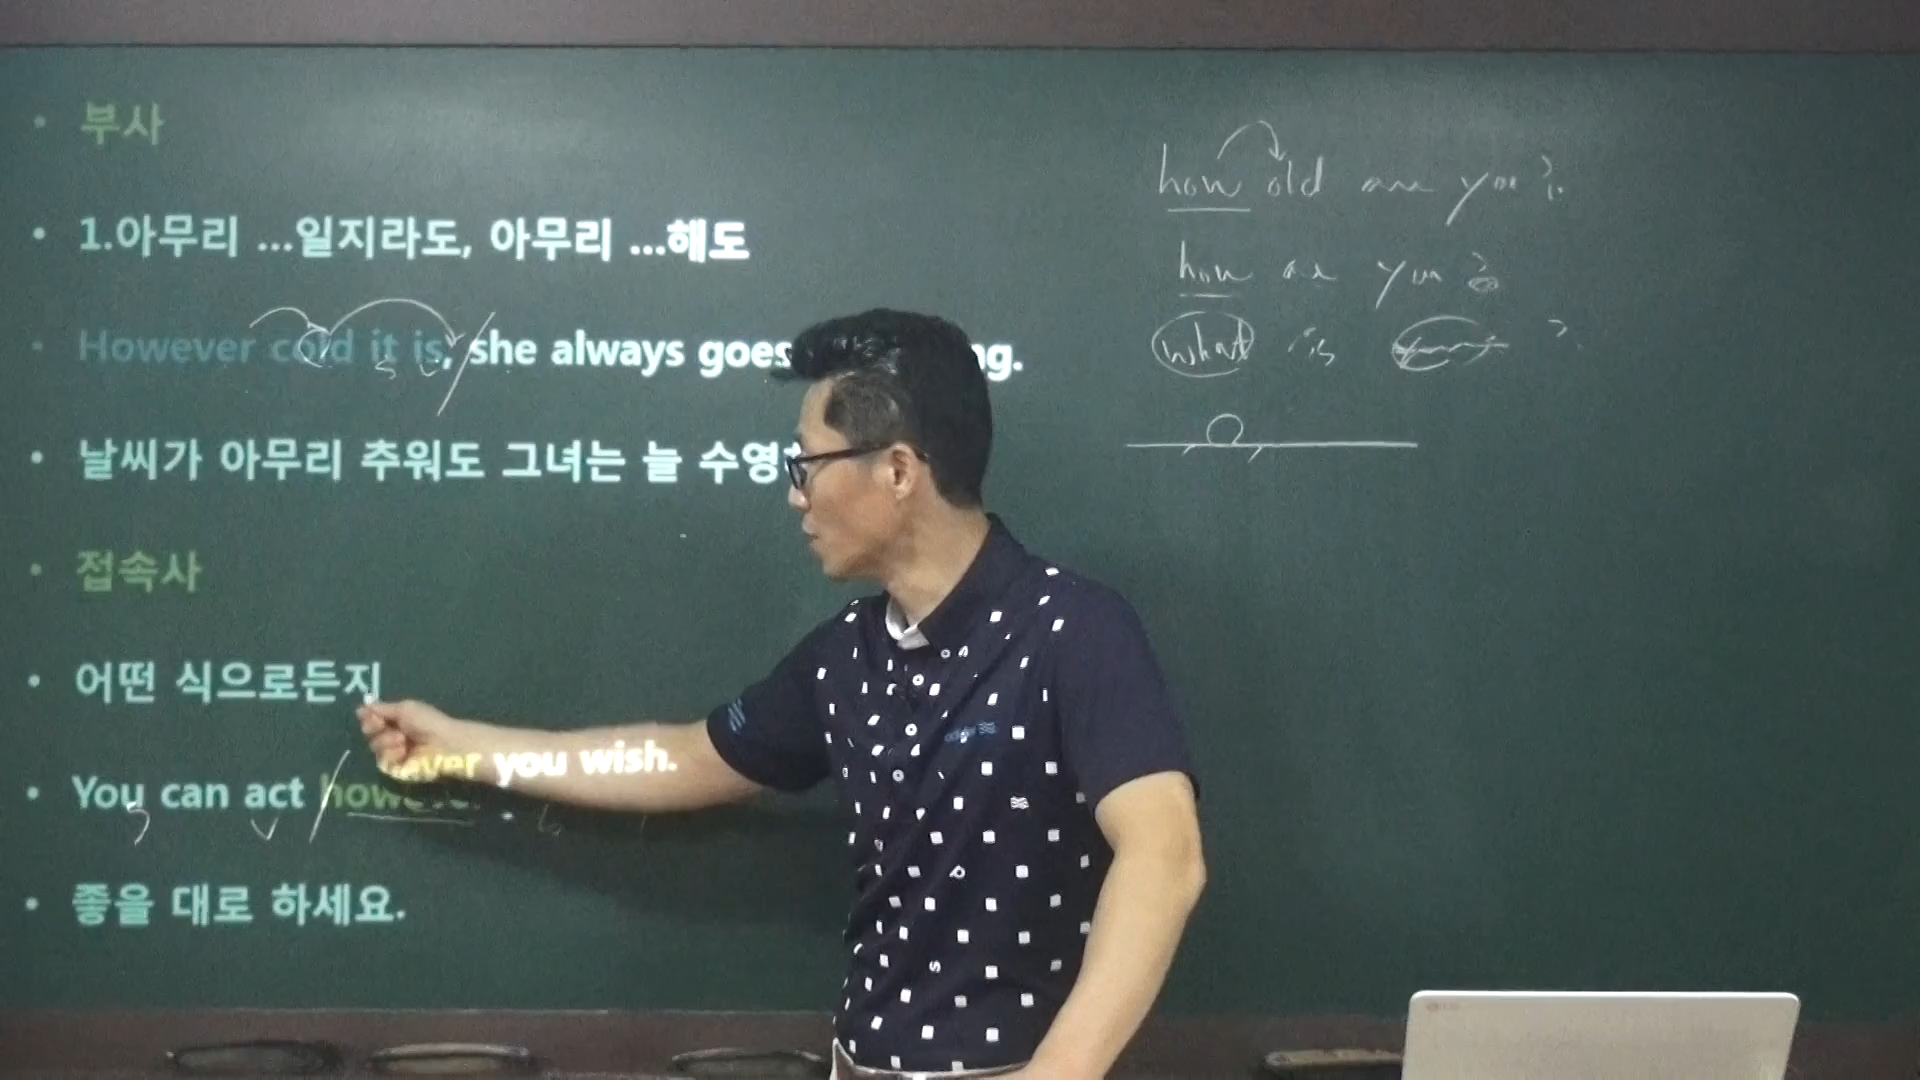 부사
1.아무리 ...일지라도, 아무리 ...해도
However cold it is, she always goes ng.
날씨가 아무리 추워도 그녀는 늘 수영
접속사
어떤 식으로든지
You can act however you wish.
좋을 대로 하세요.
how old are you?
how are you?
what is ?
s v
s v